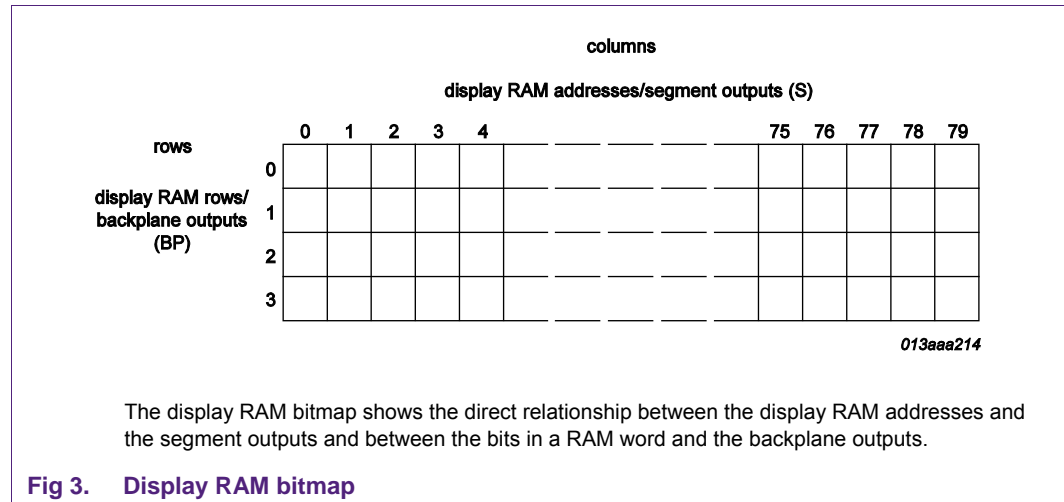 columns
display RAM addresses/segment outputs (S)
0 1 2 3 4 75 76 77 78 79
rows
0
display RAM rows/
1
backplane outputs
(BP)
2
3
013aaa214
The display RAM bitmap shows the direct relationship between the display RAM addresses and
the segment outputs and between the bits in a RAM word and the backplane outputs.
Fig 3. Display RAM bitmap